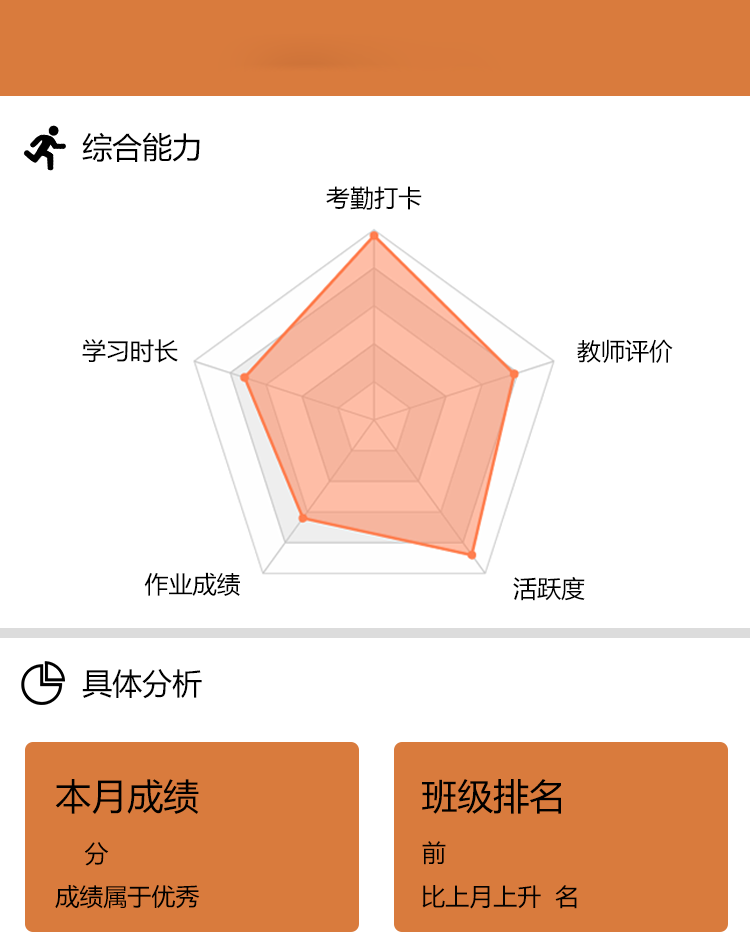 综合能力
考勤打卡
学习时长
教师评价
作业成绩
活跃度
具体分析
本月成绩
分
成绩属于优秀
班级排名
前
比上月上升 名